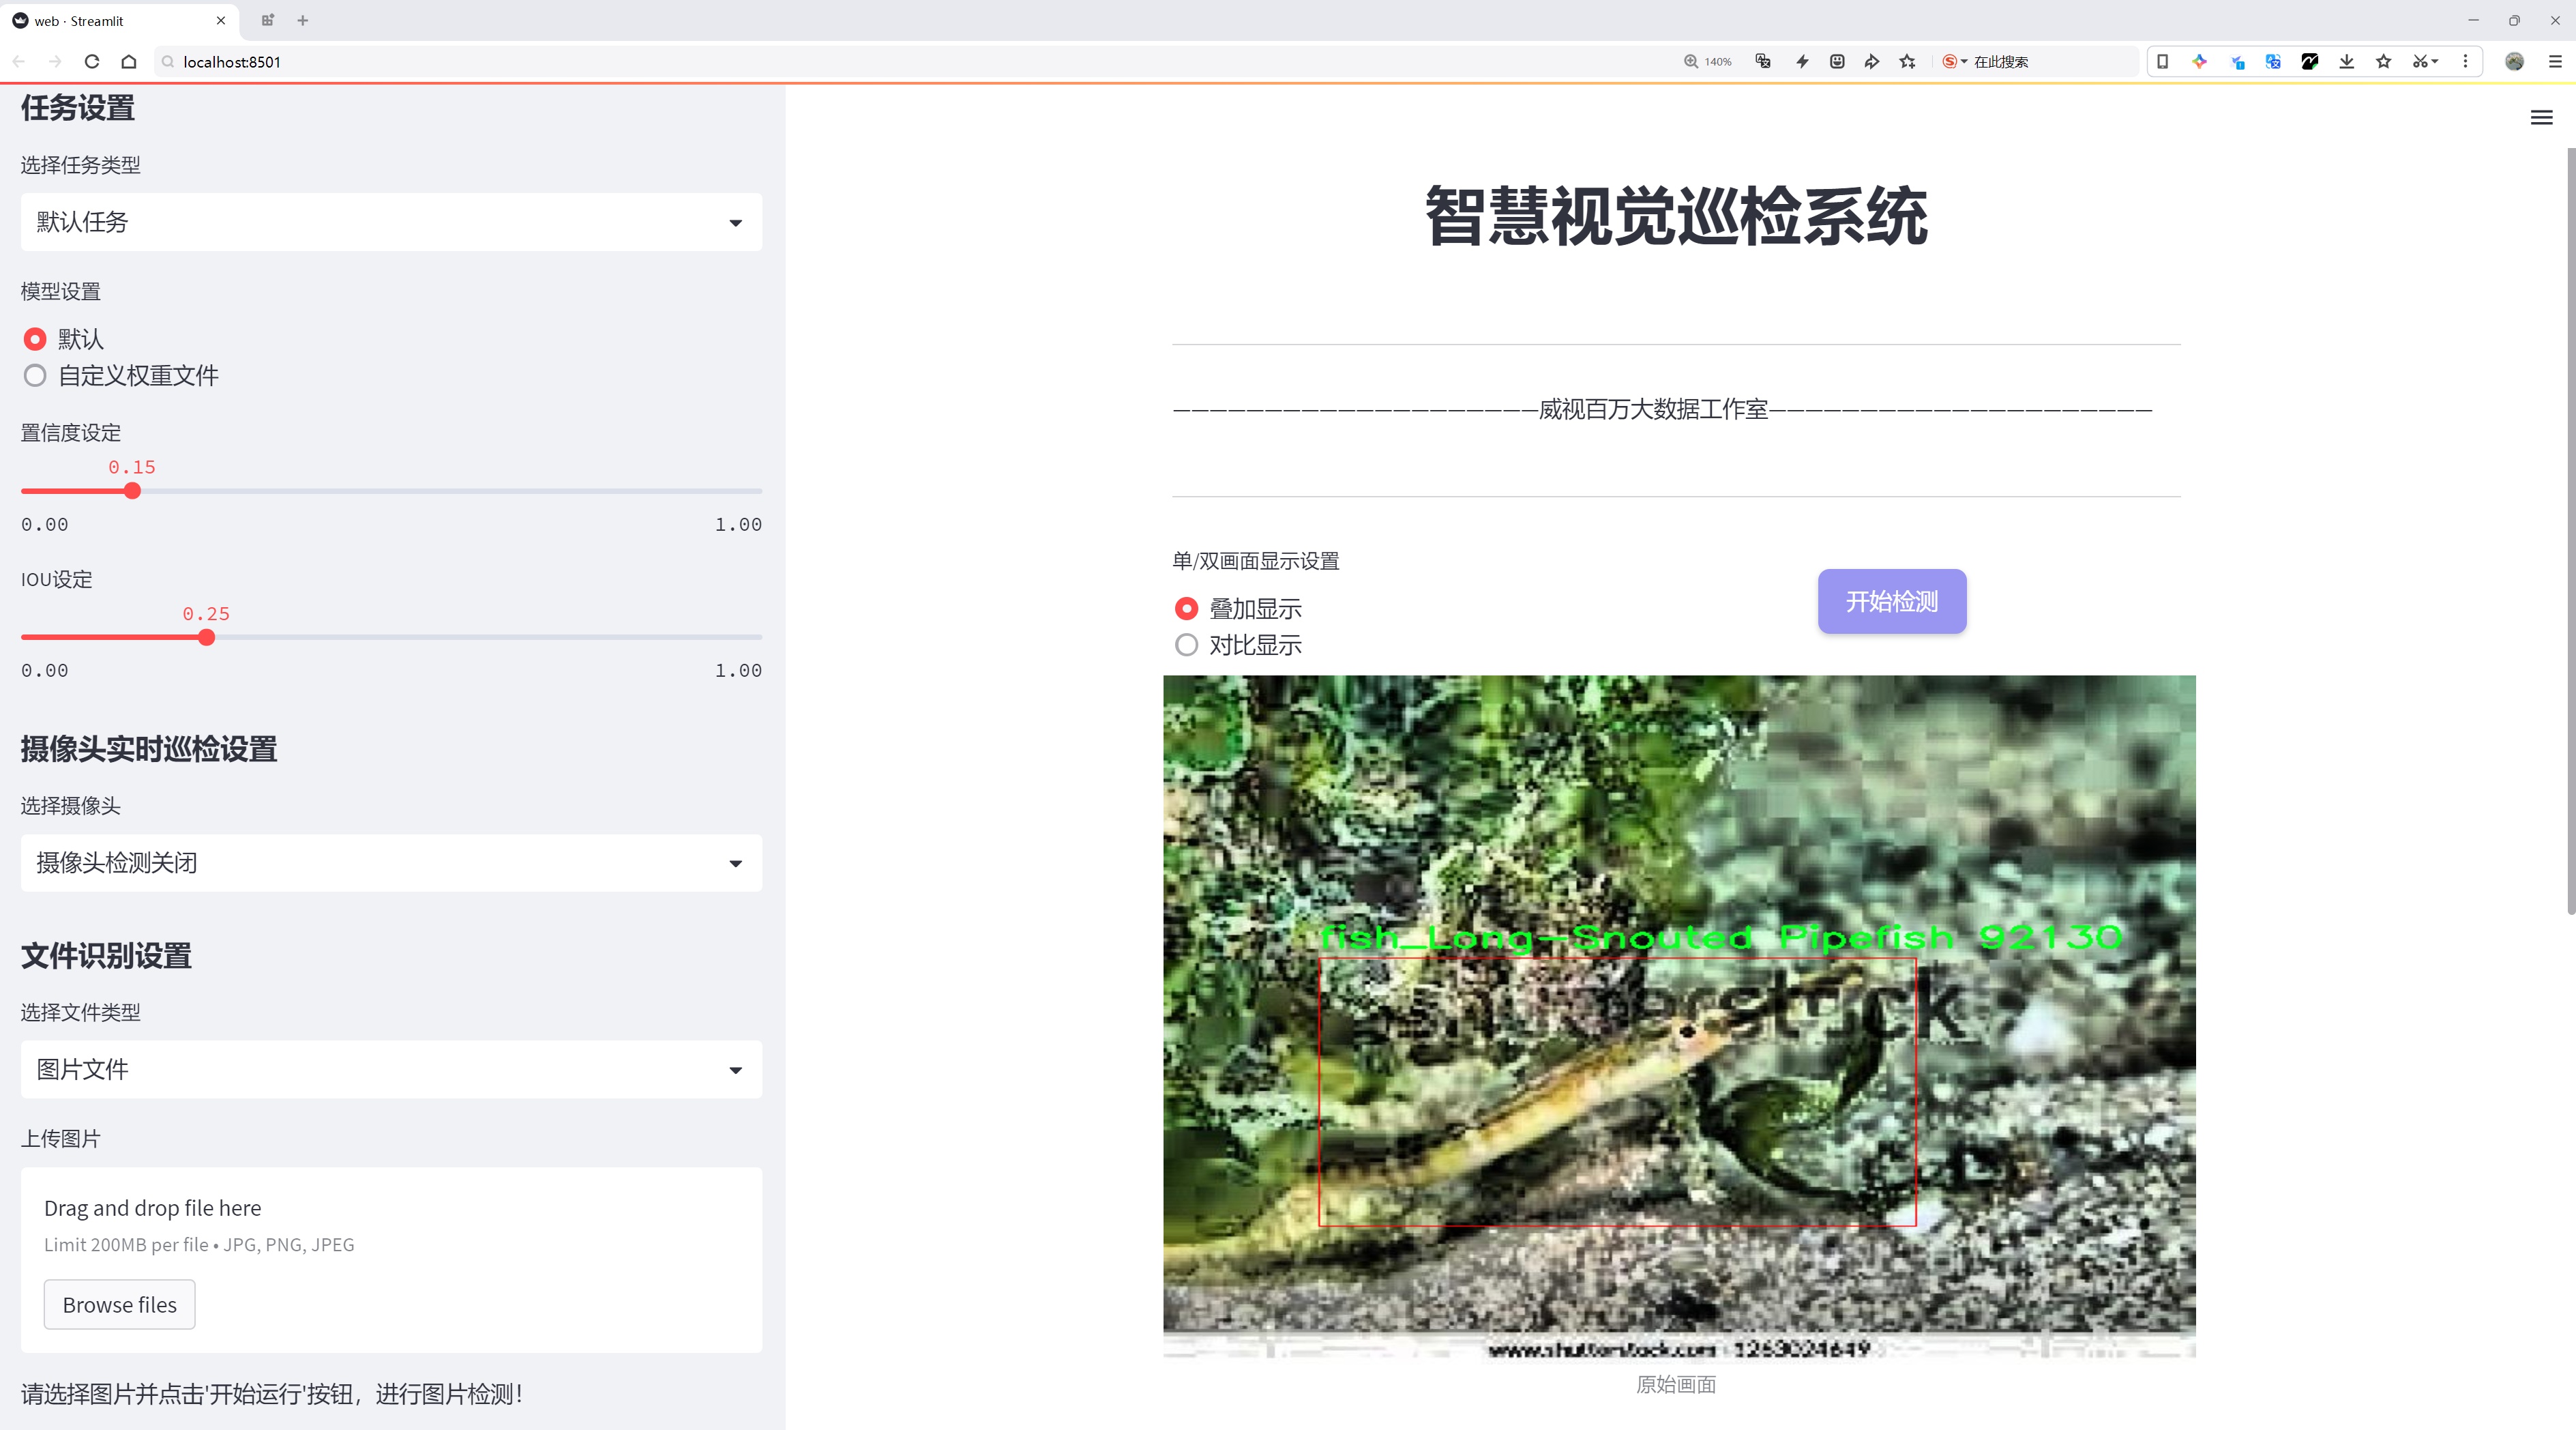 web · Streamlit
localhost:8501
140%
在此搜索
任务设置
选择任务类型
默认任务
模型设置
默认
自定义权重文件
置信度设定
0.15
0.00
1.00
IOU设定
0.25
0.00
1.00
摄像头实时巡检设置
选择摄像头
摄像头检测关闭
文件识别设置
选择文件类型
图片文件
上传图片
Drag and drop file here
Limit 200MB per file • JPG, PNG, JPEG
Browse files
请选择图片并点击'开始运行'按钮，进行图片检测！
智慧视觉巡检系统
————————————————————威视百万大数据工作室—————————————————————
单/双画面显示设置
叠加显示
对比显示
开始检测
fish_Long-Snouted Pipefish 92130
www.shutterstock.com · 1263024649
原始画面